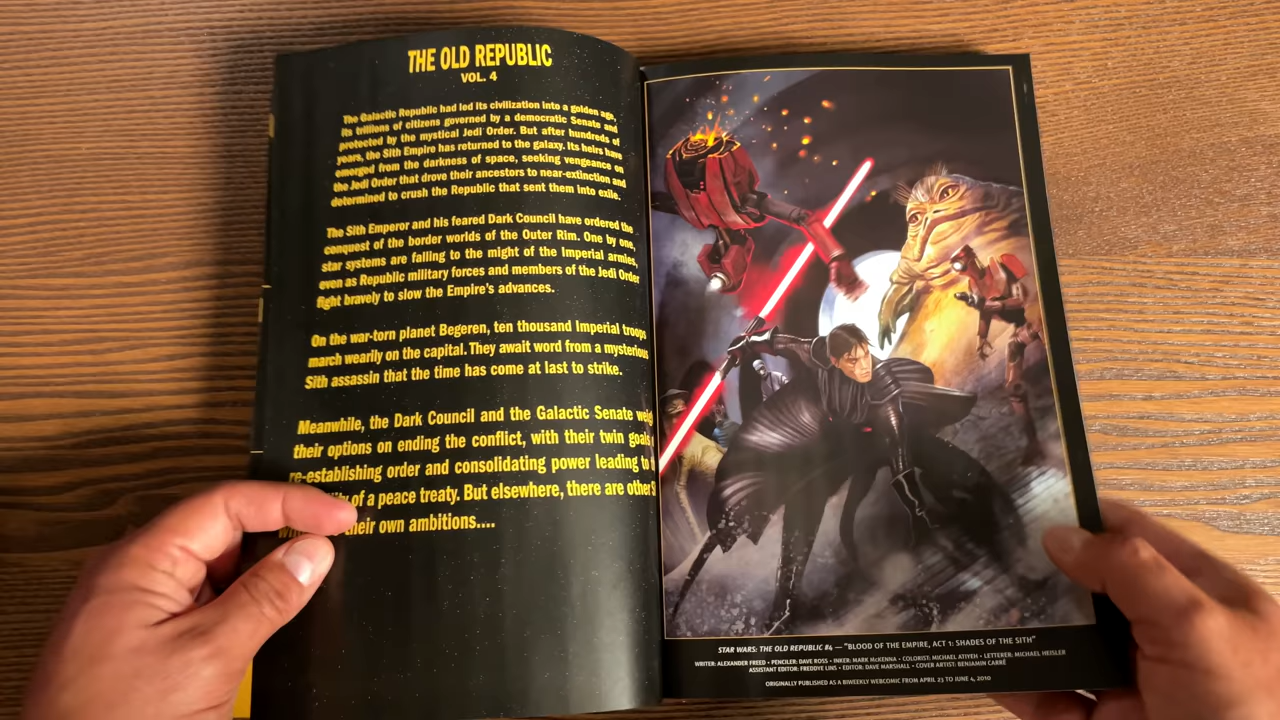 THE OLD REPUBLIC
VOL. 4
The Galactic Republic had led its civilization into a golden age,
its trillions of citizens governed by a democratic Senate and
protected by the mystical Jedi Order. But after hundreds of
years, the Sith Empire has returned to the galaxy. Its heirs have
emerged from the darkness of space, seeking vengeance on
the Jedi Order that drove their ancestors to near-extinction and
determined to crush the Republic that sent them into exile.
The Sith Emperor and his feared Dark Council have ordered the
conquest of the border worlds of the Outer Rim. One by one,
star systems are falling to the might of the Imperial armies,
even as Republic military forces and members of the Jedi Order
fight bravely to slow the Empire's advances.
On the war-torn planet Begeren, ten thousand Imperial troops
march wearily on the capital. They await word from a mysterious
Sith assassin that the time has come at last to strike.
Meanwhile, the Dark Council and the Galactic Senate
their options on ending the conflict, with their twin goals
re-establishing order and consolidating power leading to
of a peace treaty. But elsewhere, there are other
their own ambitions....
STAR WARS: THE OLD REPUBLIC #4 — "BLOOD OF THE EMPIRE, ACT 1: SHADES OF THE SITH"
WRITER: ALEXANDER FREED • PENCILER: DAVE ROSS • INKER: MARK McKENNA • COLORIST: MICHAEL ATIYEH • LETTERER: MICHAEL HEISLER
ASSISTANT EDITOR: FREDDYE LINS • EDITOR: DAVE MARSHALL • COVER ARTIST: BENJAMIN CARRÉ
ORIGINALLY PUBLISHED AS A BIWEEKLY WEBCOMIC FROM APRIL 23 TO JUNE 4, 2010